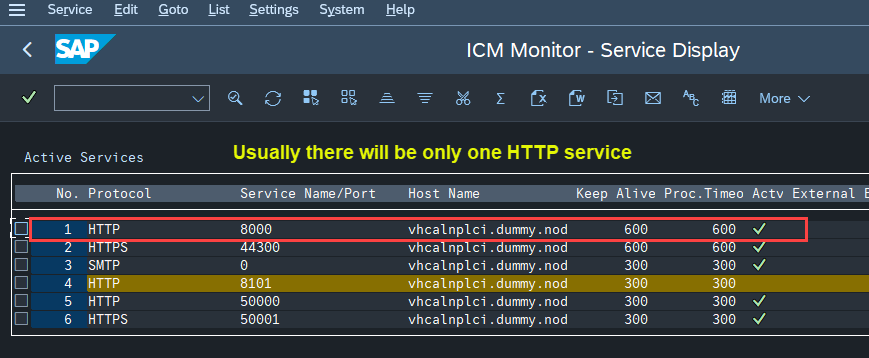 Service Edit Goto List Settings System Help
SAP ICM Monitor - Service Display
More
Active Services Usually there will be only one HTTP service
No. Protocol Service Name/Port Host Name Keep Alive Proc.Timeo Actv External
1 HTTP 8000 vhcalnplci.dummy.nod 600 600
2 HTTPS 44300 vhcalnplci.dummy.nod 600 600
3 SMTP 0 vhcalnplci.dummy.nod 300 300
4 HTTP 8101 vhcalnplci.dummy.nod 300 300
5 HTTP 50000 vhcalnplci.dummy.nod 300 300
6 HTTPS 50001 vhcalnplci.dummy.nod 300 300